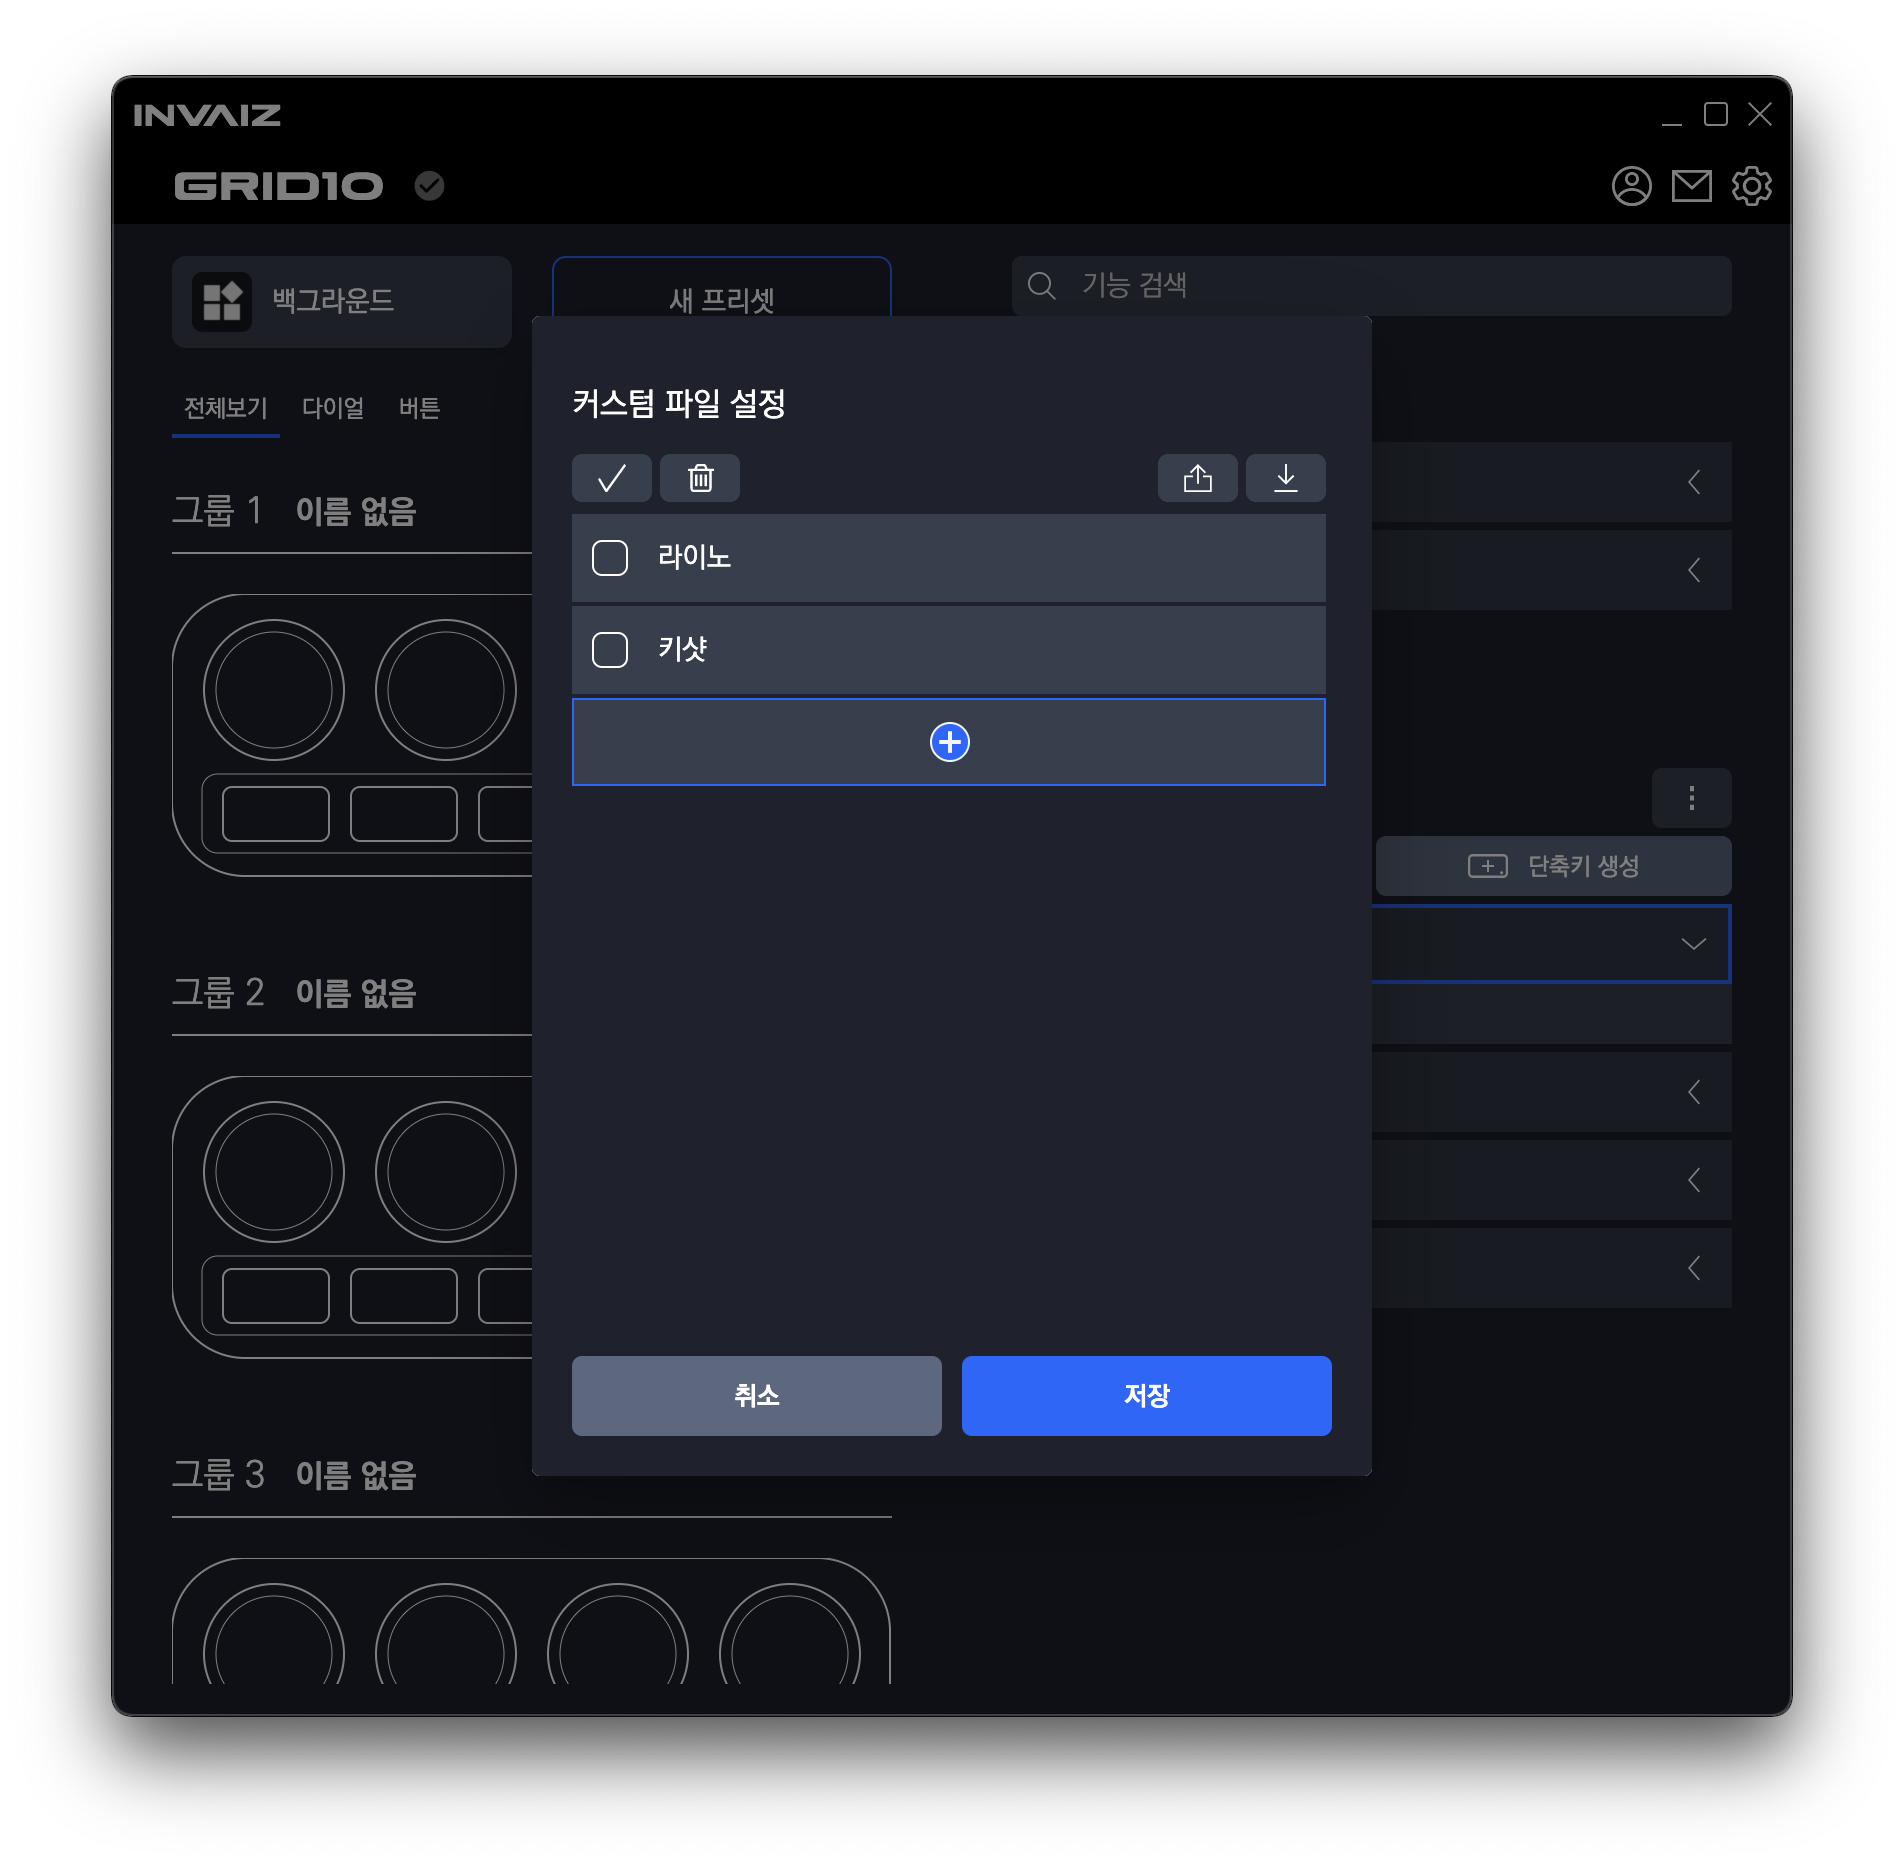 INVAIZ
GRID10
백그라운드
새 프리셋
기능 검색
전체보기 다이얼 버튼
커스텀 파일 설정
그룹 1 이름 없음
라이노
키샷
단축키 생성
그룹 2 이름 없음
취소
저장
그룹 3 이름 없음